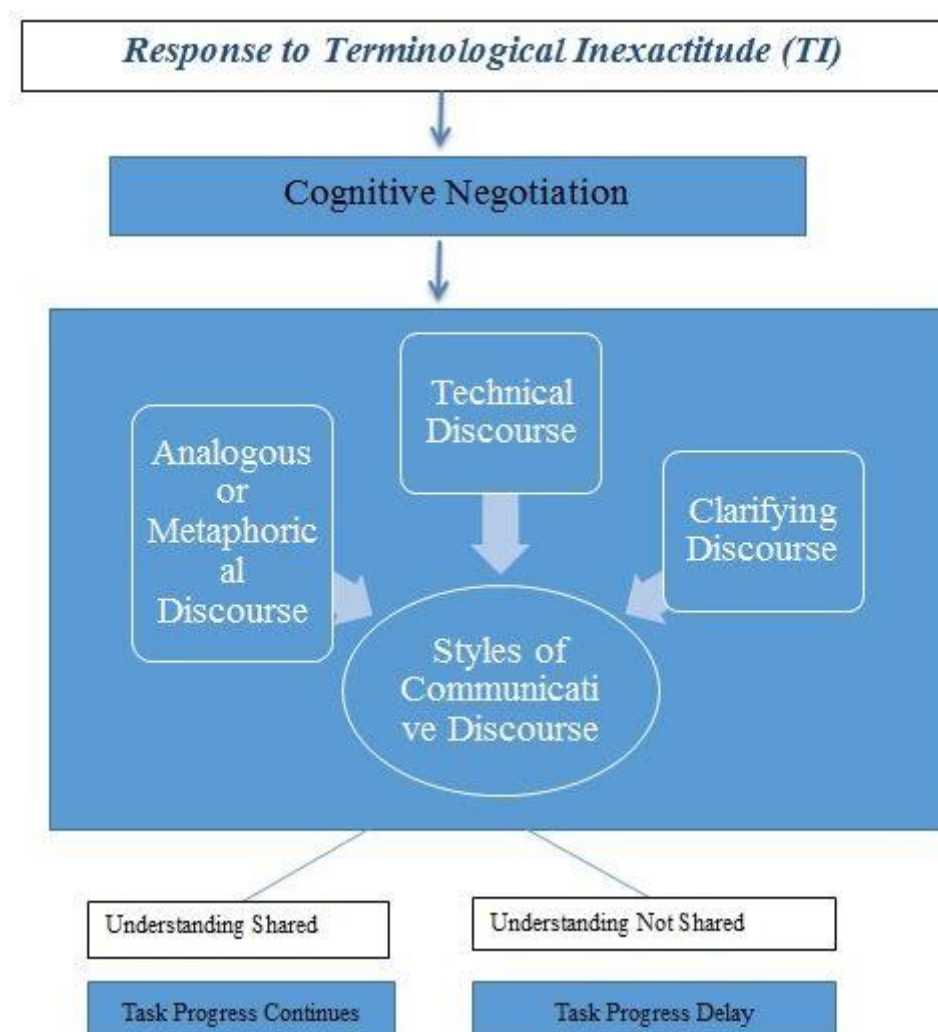 Response to Terminological Inexactitude (TI)
Cognitive Negotiation
Technical
Discourse
Analogous
or
Metaphoric
al
Discourse
Clarifying
Discourse
Styles of
Communicati
ve Discourse
Understanding Shared
Understanding Not Shared
Task Progress Continues
Task Progress Delay